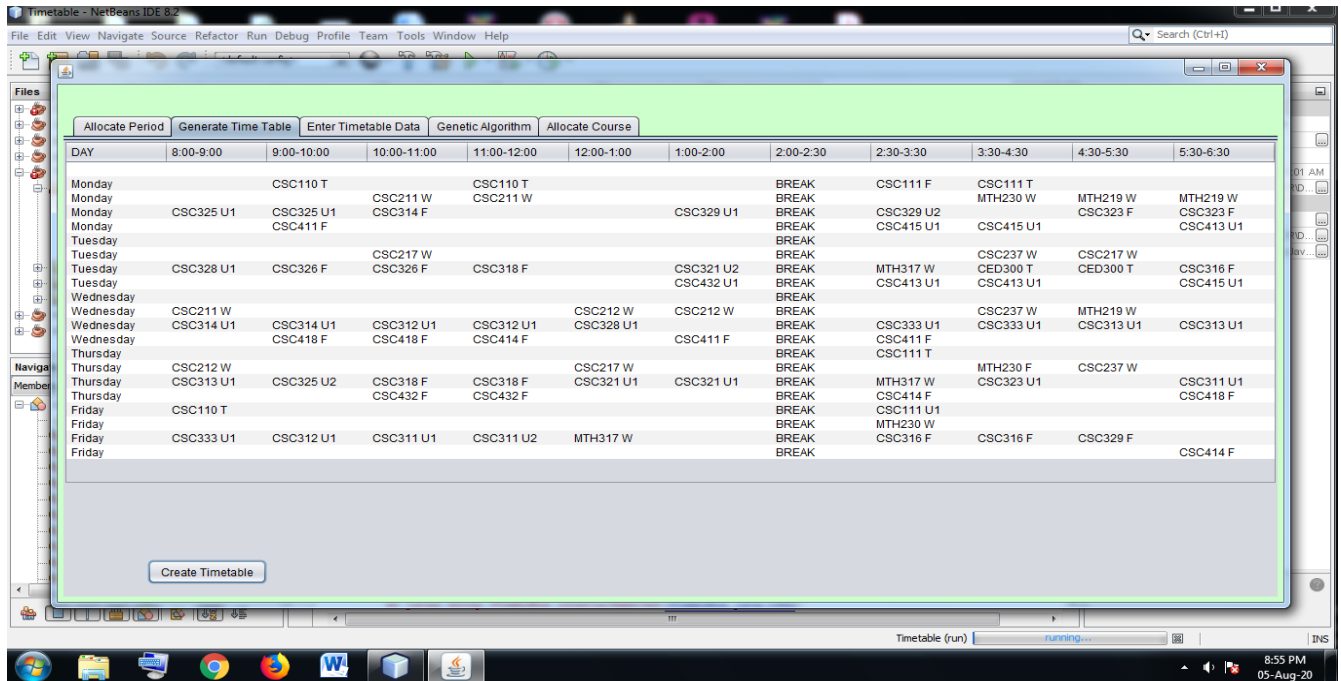 Timetable - NetBeans IDE 8.2
File Edit View Navigate Source Refactor Run Debug Profile Team Tools Window Help
Search (Ctrl+I)
Files
Allocate Period Generate Time Table Enter Timetable Data Genetic Algorithm Allocate Course
DAY 8:00-9:00 9:00-10:00 10:00-11:00 11:00-12:00 12:00-1:00 1:00-2:00 2:00-2:30 2:30-3:30 3:30-4:30 4:30-5:30 5:30-6:30
:01 AM
Monday CSC110 T CSC110 T BREAK CSC111 F CSC111 T
Monday CSC211 W CSC211 W BREAK MTH230 W MTH219 W MTH219 W
Monday CSC325 U1 CSC325 U1 CSC314 F CSC329 U1 BREAK CSC329 U2 CSC323 F CSC323 F
Monday CSC411 F BREAK CSC415 U1 CSC415 U1 CSC413 U1
Tuesday BREAK
Tuesday CSC217 W BREAK CSC237 W CSC217 W
Tuesday CSC328 U1 CSC326 F CSC326 F CSC318 F CSC321 U2 BREAK MTH317 W CED300 T CED300 T CSC316 F
Tuesday CSC432 U1 BREAK CSC413 U1 CSC413 U1 CSC415 U1
Wednesday BREAK
Wednesday CSC211 W CSC212 W CSC212 W BREAK CSC237 W MTH219 W
Wednesday CSC314 U1 CSC314 U1 CSC312 U1 CSC312 U1 CSC328 U1 BREAK CSC333 U1 CSC333 U1 CSC313 U1 CSC313 U1
Wednesday CSC418 F CSC418 F CSC414 F CSC411 F BREAK CSC411 F
Thursday BREAK CSC111 T
Thursday CSC212 W CSC217 W BREAK MTH230 F CSC237 W
Thursday CSC313 U1 CSC325 U2 CSC318 F CSC318 F CSC321 U1 CSC321 U1 BREAK MTH317 W CSC323 U1 CSC311 U1
Thursday CSC432 F CSC432 F BREAK CSC414 F CSC418 F
Friday CSC110 T BREAK CSC111 U1
Friday BREAK MTH230 W
Friday CSC333 U1 CSC312 U1 CSC311 U1 CSC311 U2 MTH317 W BREAK CSC316 F CSC316 F CSC329 F
Friday BREAK CSC414 F
Naviga
Member
Create Timetable
Timetable (run) running... INS
8:55 PM
05-Aug-20